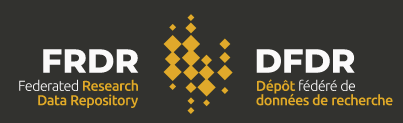 FRDR
Federated Research
Data Repository
DFDR
Dépôt fédéré de
données de recherche